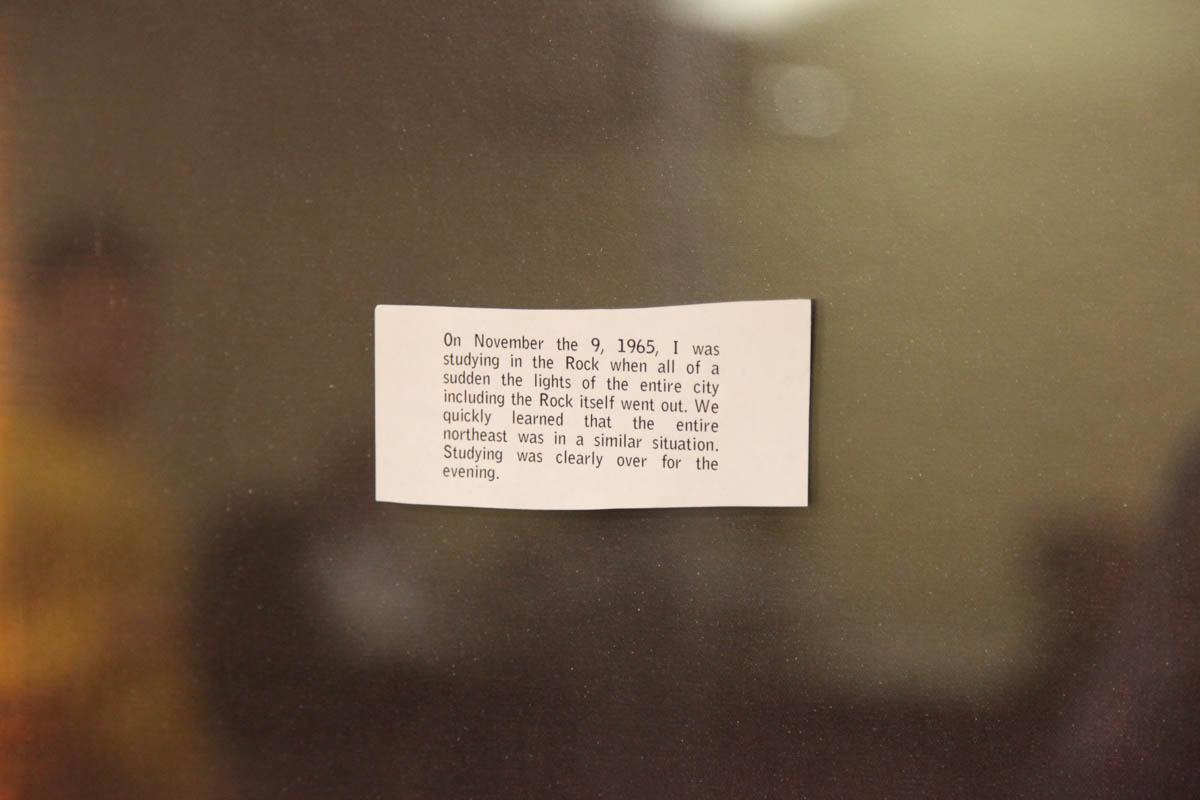 On November the 9, 1965, I was
studying in the Rock when all of a
sudden the lights of the entire city
including the Rock itself went out. We
quickly learned that the entire
northeast was in a similar situation.
Studying was clearly over for the
evening.